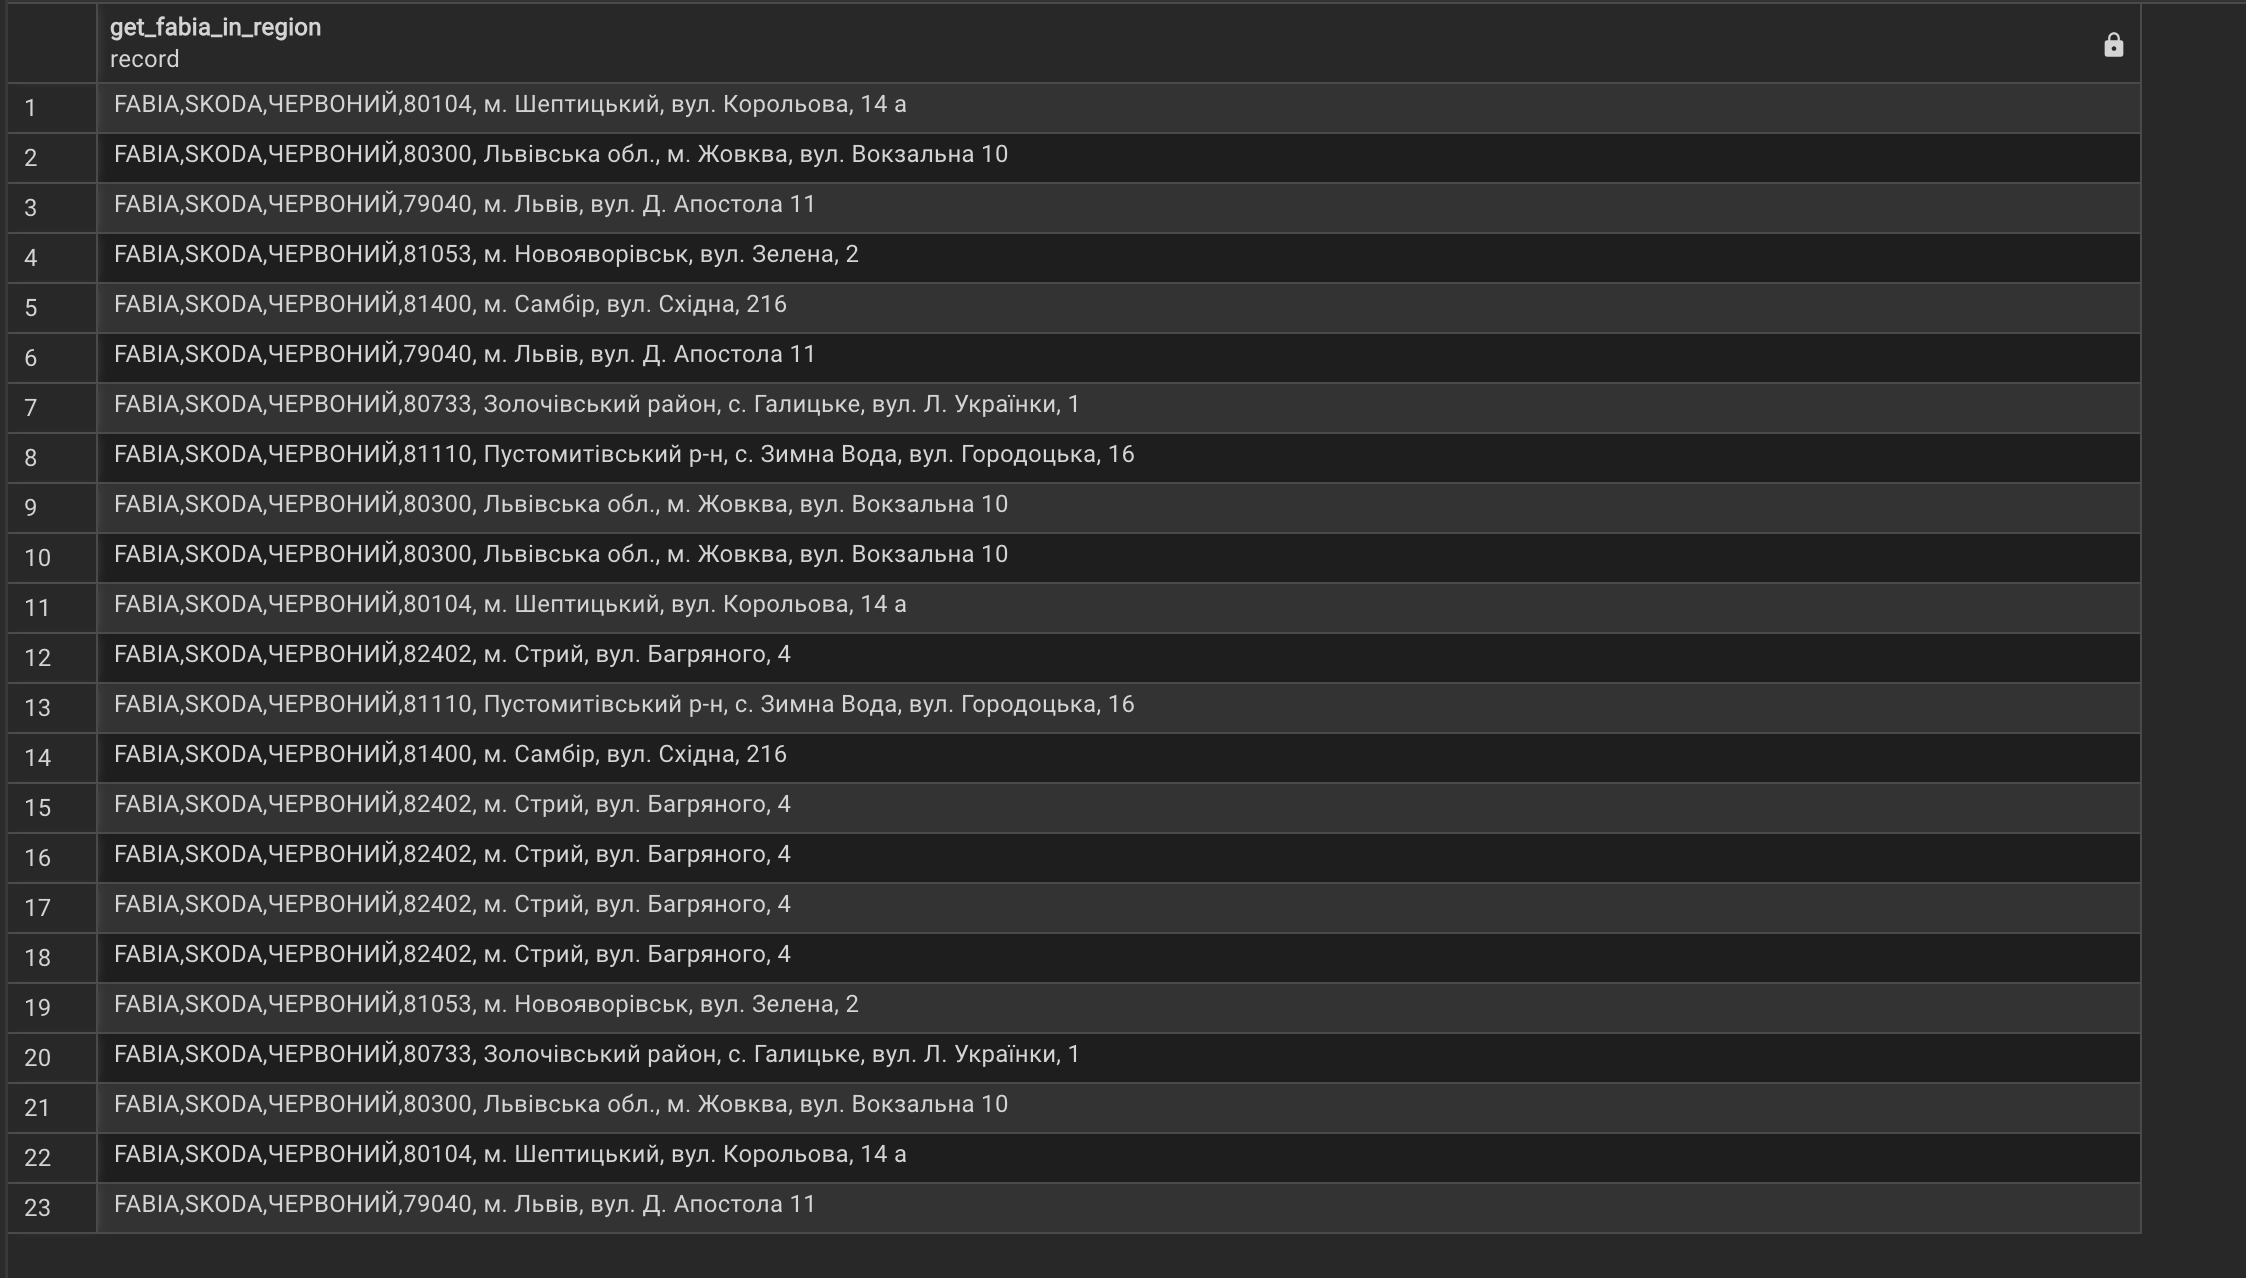 get_fabia_in_region
record
1 FABIA,SKODA,ЧЕРВОНИЙ,80104, м. Шептицький, вул. Корольова, 14 а
2 FABIA,SKODA,ЧЕРВОНИЙ,80300, Львівська обл., м. Жовква, вул. Вокзальна 10
3 FABIA,SKODA,ЧЕРВОНИЙ,79040, м. Львів, вул. Д. Апостола 11
4 FABIA,SKODA,ЧЕРВОНИЙ,81053, м. Новояворівськ, вул. Зелена, 2
5 FABIA,SKODA,ЧЕРВОНИЙ,81400, м. Самбір, вул. Східна, 216
6 FABIA,SKODA,ЧЕРВОНИЙ,79040, м. Львів, вул. Д. Апостола 11
7 FABIA,SKODA,ЧЕРВОНИЙ,80733, Золочівський район, с. Галицьке, вул. Л. Українки, 1
8 FABIA,SKODA,ЧЕРВОНИЙ,81110, Пустомитівський р-н, с. Зимна Вода, вул. Городоцька, 16
9 FABIA,SKODA,ЧЕРВОНИЙ,80300, Львівська обл., м. Жовква, вул. Вокзальна 10
10 FABIA,SKODA,ЧЕРВОНИЙ,80300, Львівська обл., м. Жовква, вул. Вокзальна 10
11 FABIA,SKODA,ЧЕРВОНИЙ,80104, м. Шептицький, вул. Корольова, 14 а
12 FABIA,SKODA,ЧЕРВОНИЙ,82402, м. Стрий, вул. Багряного, 4
13 FABIA,SKODA,ЧЕРВОНИЙ,81110, Пустомитівський р-н, с. Зимна Вода, вул. Городоцька, 16
14 FABIA,SKODA,ЧЕРВОНИЙ,81400, м. Самбір, вул. Східна, 216
15 FABIA,SKODA,ЧЕРВОНИЙ,82402, м. Стрий, вул. Багряного, 4
16 FABIA,SKODA,ЧЕРВОНИЙ,82402, м. Стрий, вул. Багряного, 4
17 FABIA,SKODA,ЧЕРВОНИЙ,82402, м. Стрий, вул. Багряного, 4
18 FABIA,SKODA,ЧЕРВОНИЙ,82402, м. Стрий, вул. Багряного, 4
19 FABIA,SKODA,ЧЕРВОНИЙ,81053, м. Новояворівськ, вул. Зелена, 2
20 FABIA,SKODA,ЧЕРВОНИЙ,80733, Золочівський район, с. Галицьке, вул. Л. Українки, 1
21 FABIA,SKODA,ЧЕРВОНИЙ,80300, Львівська обл., м. Жовква, вул. Вокзальна 10
22 FABIA,SKODA,ЧЕРВОНИЙ,80104, м. Шептицький, вул. Корольова, 14 а
23 FABIA,SKODA,ЧЕРВОНИЙ,79040, м. Львів, вул. Д. Апостола 11